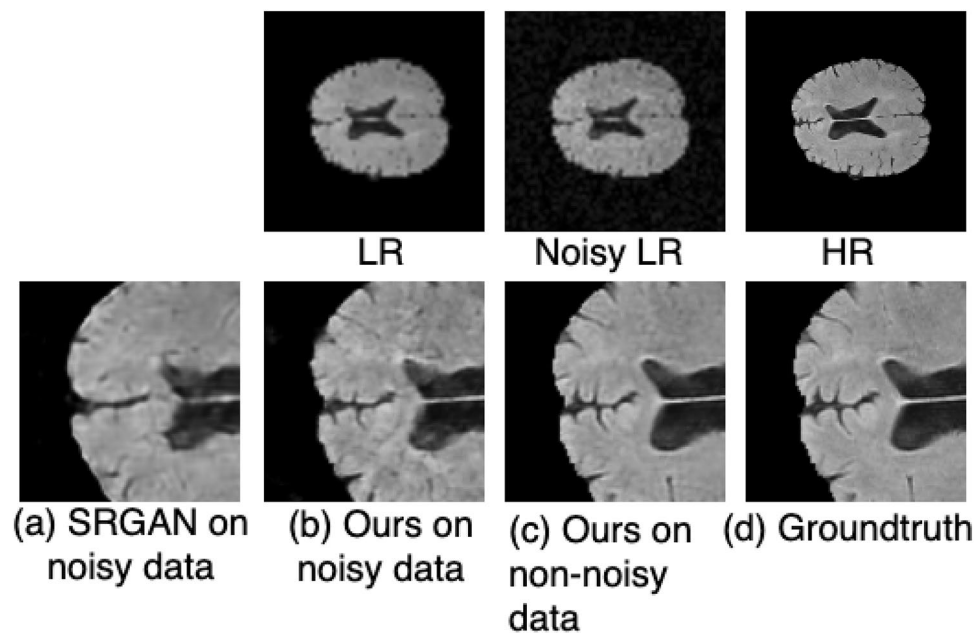 LR
Noisy LR
HR
(a) SRGAN on
noisy data
(b) Ours on
noisy data
(c) Ours on
non-noisy
data
(d) Groundtruth